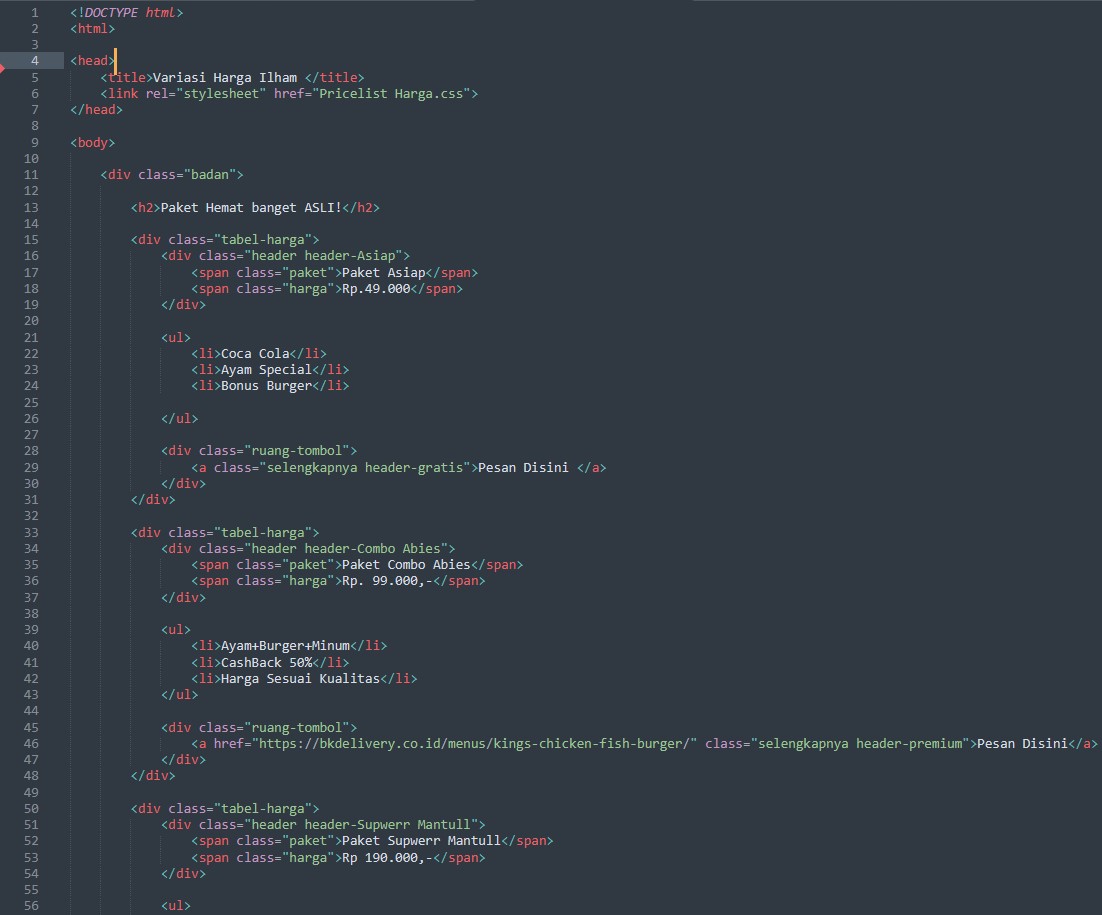 1 <!DOCTYPE html>
2 <html>
3
4 <head>
5 <title>Variasi Harga Ilham </title>
6 <link rel="stylesheet" href="Pricelist Harga.css">
7 </head>
8
9 <body>
10
11 <div class="badan">
12
13 <h2>Paket Hemat banget ASLI!</h2>
14
15 <div class="tabel-harga">
16 <div class="header header-Asiap">
17 <span class="paket">Paket Asiap</span>
18 <span class="harga">Rp.49.000</span>
19 </div>
20
21 <ul>
22 <li>Coca Cola</li>
23 <li>Ayam Special</li>
24 <li>Bonus Burger</li>
25
26 </ul>
27
28 <div class="ruang-tombol">
29 <a class="selengkapnya header-gratis">Pesan Disini </a>
30 </div>
31 </div>
32
33 <div class="tabel-harga">
34 <div class="header header-Combo Abies">
35 <span class="paket">Paket Combo Abies</span>
36 <span class="harga">Rp. 99.000,-</span>
37 </div>
38
39 <ul>
40 <li>Ayam+Burger+Minum</li>
41 <li>CashBack 50%</li>
42 <li>Harga Sesuai Kualitas</li>
43 </ul>
44
45 <div class="ruang-tombol">
46 <a href="https://bkdelivery.co.id/menus/kings-chicken-fish-burger/" class="selengkapnya header-premium">Pesan Disini</a>
47 </div>
48 </div>
49
50 <div class="tabel-harga">
51 <div class="header header-Supwerr Mantull">
52 <span class="paket">Paket Supwerr Mantull</span>
53 <span class="harga">Rp 190.000,-</span>
54 </div>
55
56 <ul>